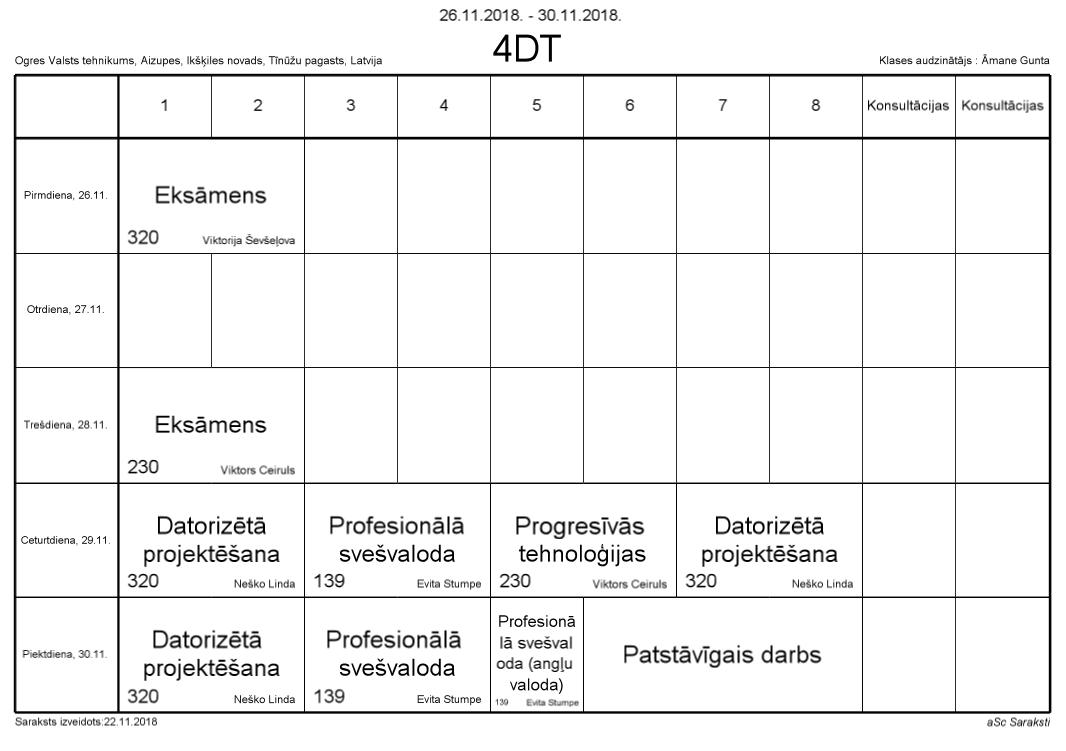 26.11.2018. - 30.11.2018.
4DT
Ogres Valsts tehnikums, Aizupes, Ikšķiles novads, Tīnūžu pagasts, Latvija
Klases audzinātājs : Āmane Gunta
1 2 3 4 5 6 7 8 Konsultācijas Konsultācijas
Pirmdiena, 26.11.
Eksāmens
320 Viktorija Ševšeļova
Otrdiena, 27.11.
Trešdiena, 28.11.
Eksāmens
230 Viktors Ceiruls
Ceturtdiena, 29.11.
Datorizētā
projektēšana
320 Neško Linda
Profesionālā
svešvaloda
139 Evita Stumpe
Progresīvās
tehnoloģijas
230 Viktors Ceiruls
Datorizētā
projektēšana
320 Neško Linda
Piektdiena, 30.11.
Datorizētā
projektēšana
320 Neško Linda
Profesionālā
svešvaloda
139 Evita Stumpe
Profesionā
lā svešval
oda (angļu
valoda)
139 Evita Stumpe
Patstāvīgais darbs
Saraksts izveidots:22.11.2018
aSc Saraksti